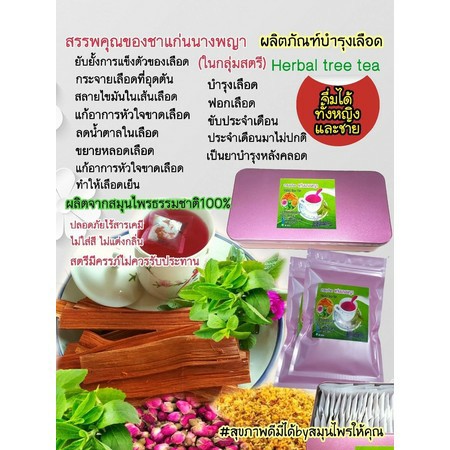 สรรพคุณของชาแก่นนางพญา
ผลิตภัณฑ์บำรุงเลือด
ยับยั้งการแข็งตัวของเลือด
(ในกลุ่มสตรี)
Herbal tree tea
กระจายเลือดที่อุดตัน
สลายไขมันในเส้นเลือด
แก้อาการหัวใจขาดเลือด
ลดน้ำตาลในเลือด
ขยายหลอดเลือด
แก้อาการหัวใจขาดเลือด
ทำให้เลือดเย็น
บำรุงเลือด
ฟอกเลือด
ขับประจำเดือน
ประจำเดือนมาไม่ปกติ
เป็นยาบำรุงหลังคลอด
ดื่มได้
ทั้งหญิง
และชาย
ผลิตจากสมุนไพรธรรมชาติ100%
ปลอดภัยไร้สารเคมี
ไม่ใส่สี ไม่แต่งกลิ่น
สตรีมีครรภ์ไม่ควรรับประทาน
#สุขภาพดีมีได้byสมุนไพรให้คุณ